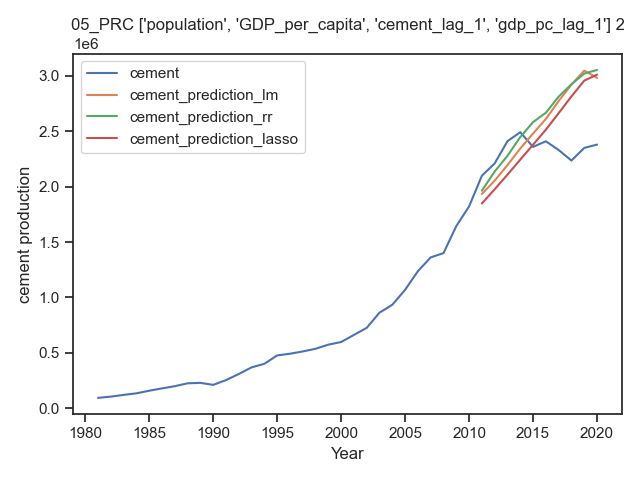 05_PRC ['population', 'GDP_per_capita', 'cement_lag_1', 'gdp_pc_lag_1'] 2
1e6
cement
cement_prediction_lm
cement_prediction_rr
cement_prediction_lasso
3.0
2.5
2.0
1.5
1.0
0.5
0.0
cement production
1980 1985 1990 1995 2000 2005 2010 2015 2020
Year